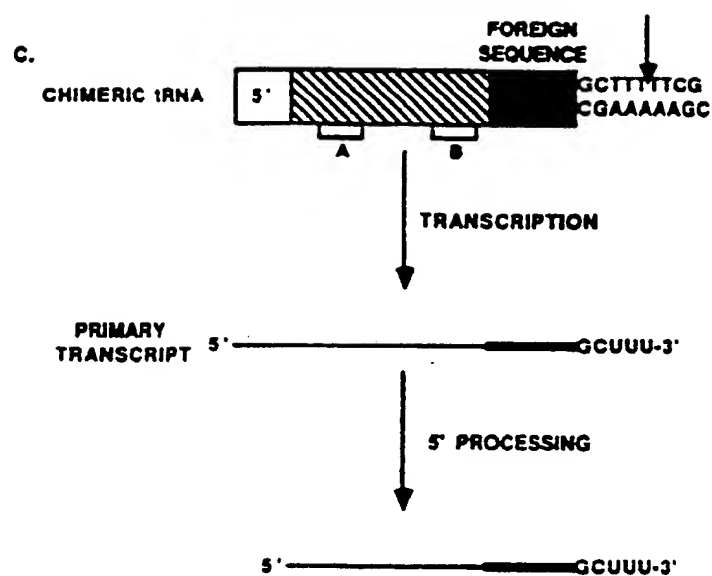 C.
FOREIGN
SEQUENCE
CHIMERIC tRNA
5'
GCTTTTTCG
CGAAAAAGC
A
B
TRANSCRIPTION
PRIMARY
TRANSCRIPT
5'
GCUUU-3'
5' PROCESSING
5'
GCUUU-3'